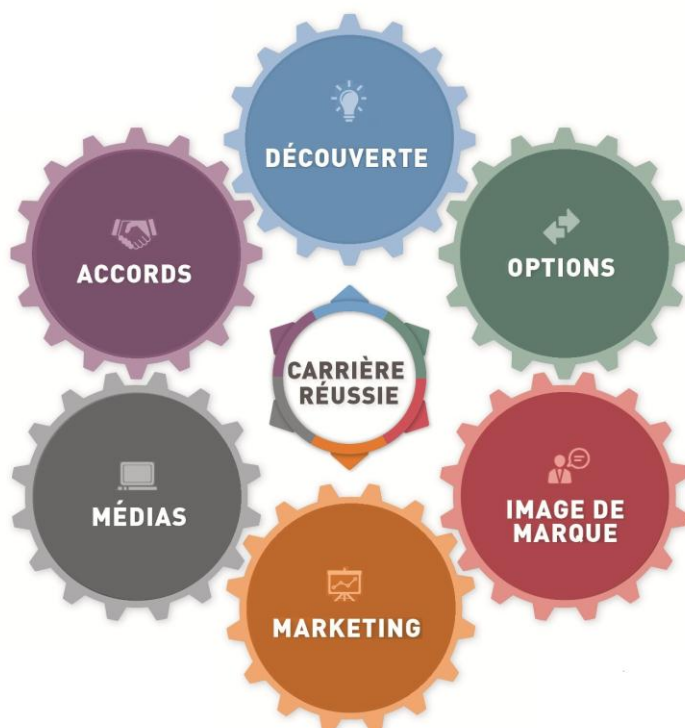 DÉCOUVERTE
OPTIONS
IMAGE DE
MARQUE
MARKETING
MÉDIAS
ACCORDS
CARRIÈRE
RÉUSSIE